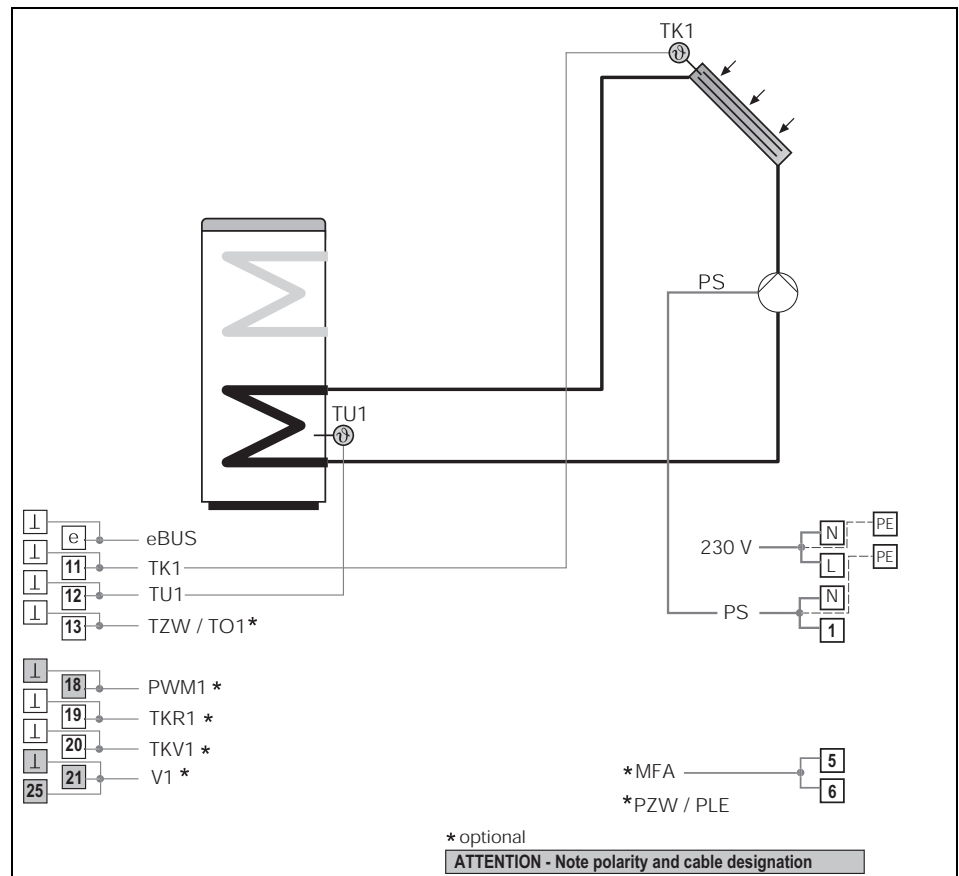 TK1
ϑ
PS
TU1
ϑ
⊥
e eBUS
⊥
11 TK1
⊥
12 TU1
⊥
13 TZW / TO1*
230 V N PE
L PE
PS N
1
⊥
18 PWM1 *
⊥
19 TKR1 *
⊥
20 TKV1 *
⊥
21 V1 *
25
*MFA 5
*PZW / PLE 6
* optional
ATTENTION - Note polarity and cable designation